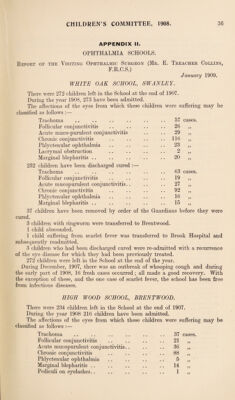 CHILDREN'S COMMITTEE, 1908.
36
APPENDIX II.
OPHTHALMIA SCHOOLS.
REPORT OF THE VISITING OPHTHALMIC SURGEON (MR. E. TREACHER COLLINS,
F.R.C.S.)
January 1909.
WHITE OAK SCHOOL, SWANLEY.
There were 272 children left in the School at the end of 1907.
During the year 1908, 273 have been admitted.
The affections of the eyes from which these children were suffering may be
classified as follows :—
Trachoma .. .. .. .. .. 57 cases.
Follicular conjunctivitis .. .. .. .. 26 „
Acute muco-purulent conjunctivitis .. .. .. 29 „
Chronic conjunctivitis .. .. .. .. 116 „
Phlyctenular ophthalmia .. .. .. .. 23 „
Lacrymal obstruction .. .. .. .. 2 „
Marginal blepharitis .. .. .. .. 20 „
232 children have been discharged cured :—
Trachoma .. .. .. .. .. 63 cases.
Follicular conjunctivitis .. .. .. .. 19 „
Acute mucopurulent conjunctivitis .. .. .. 27 „
Chronic conjunctivitis .. .. .. .. 92 „
Phlyctenular ophthalmia .. .. .. .. 16 „
Marginal blepharitis .. .. .. .. 15 „
37 children have been removed by order of the Guardians before they were
cured.
3 children with ringworm were transferred to Brentwood.
1 child absconded.
1 child suffering from scarlet fever was transferred to Brook Hospital and
subsequently readmitted.
3 children who had been discharged cured were re-admitted with a recurrence
of the eye disease for which they had been previously treated.
272 children were left in the School at the end of the year.
During December, 1907, there was an outbreak of whooping cough and during
the early part of 1908, 16 fresh cases occurred ; all made a good recovery. With
the exception of these, and the one case of scarlet fever, the school has been free
from infectious diseases.
HIGH WOOD SCHOOL, BRENTWOOD.
There were 234 children left in the School at the end of 1907.
During the year 1908 216 children have been admitted.
The affections of the eyes from which these children were suffering may be
classified as follows :—
Trachoma .. .. .. .. .. 37 cases.
Follicular conjunctivitis .. .. .. .. 21 „
Acute mucopurulent conjunctivitis .. .. .. 36 „
Chronic conjunctivitis .. .. .. .. 88 „
Phlyctenular ophthalmia .. .. .. .. 5 „
Marginal blepharitis .. .. .. .. 14 „
Pediculi on eyelashes .. .. .. .. 1 „